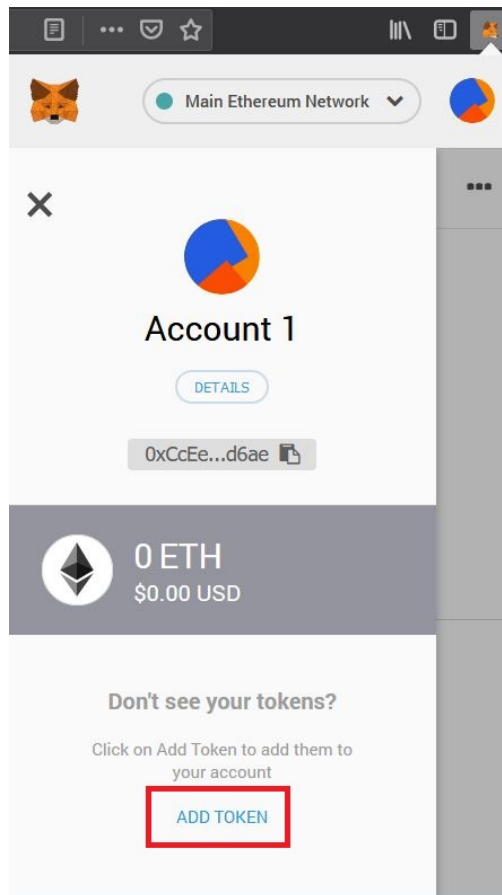 Main Ethereum Network
Account 1
DETAILS
0xCcEe...d6ae
0 ETH
$0.00 USD
Don't see your tokens?
Click on Add Token to add them to
your account
ADD TOKEN